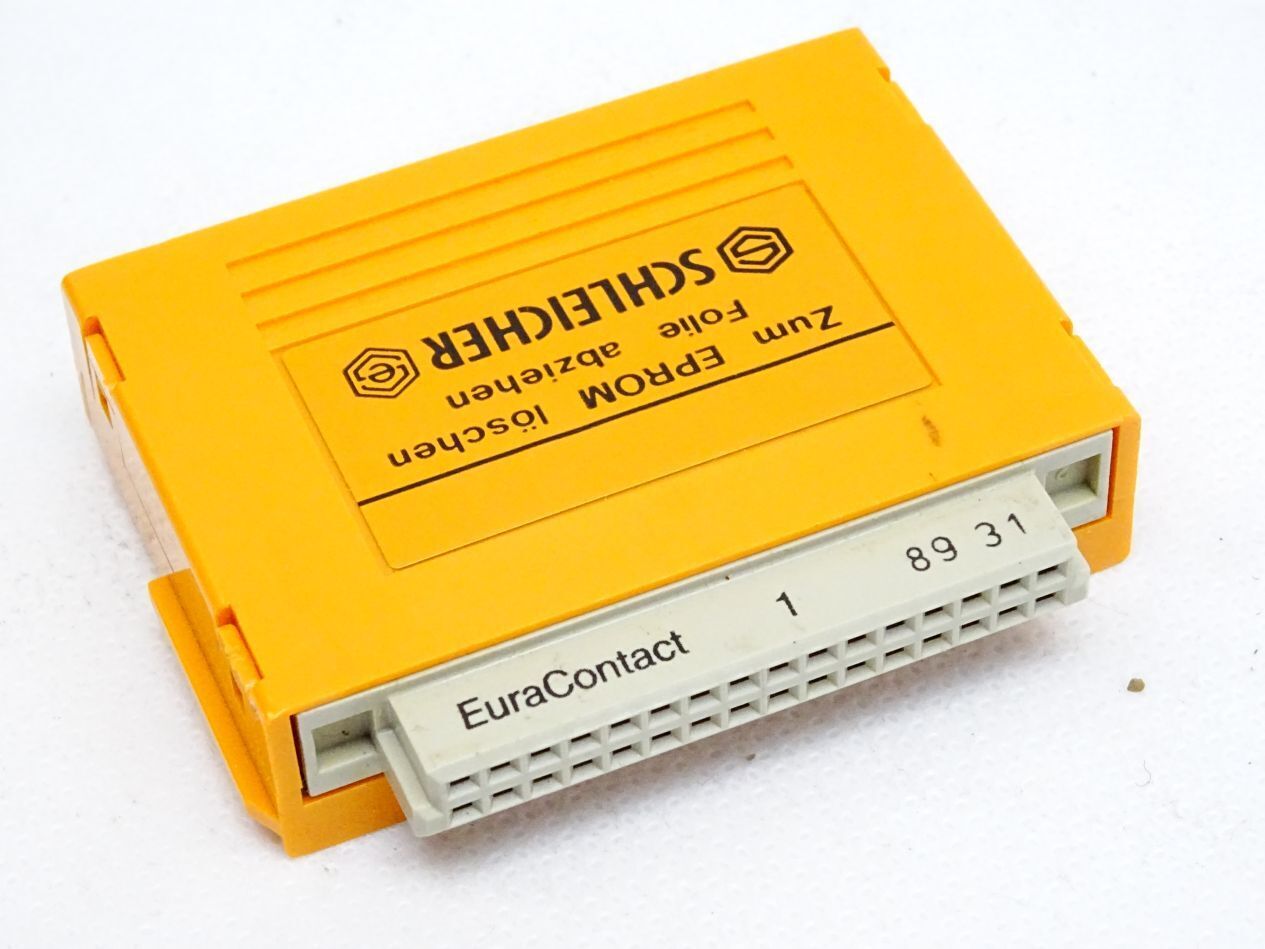 SCHLEICHER
Zum EPROM löschen
Folie abziehen
EuraContact 1 89 31